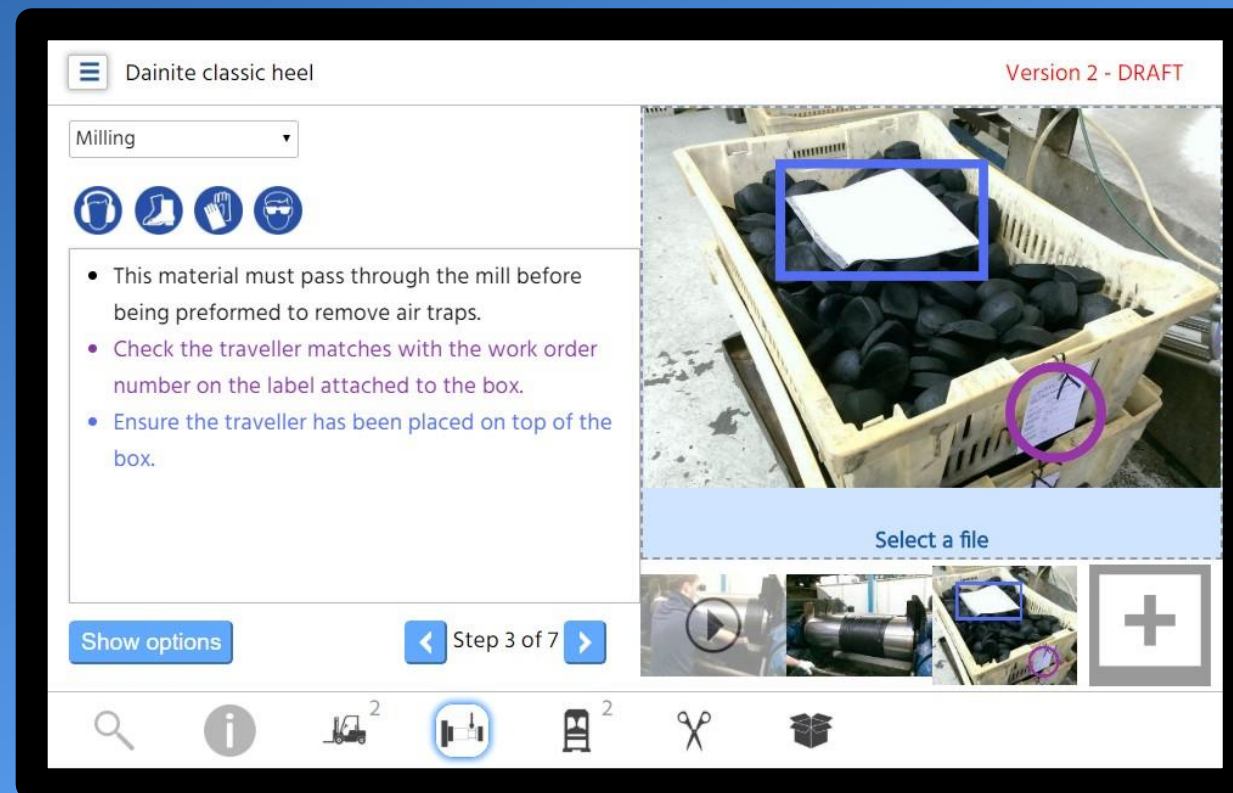 Dainite classic heel
Version 2 - DRAFT
Milling
This material must pass through the mill before
being preformed to remove air traps.
Check the traveller matches with the work order
number on the label attached to the box.
Ensure the traveller has been placed on top of the
box.
Select a file
Show options
Step 3 of 7
2
2